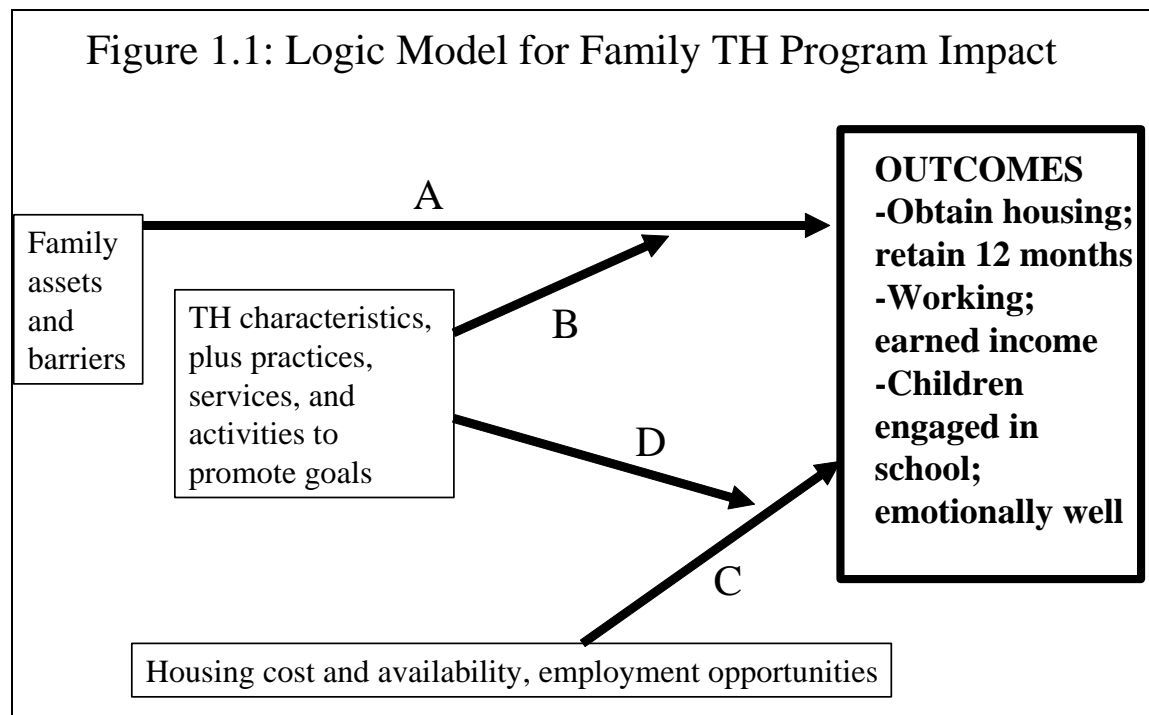 Figure 1.1: Logic Model for Family TH Program Impact
A
Family
assets
and
barriers
TH characteristics,
plus practices,
services, and
activities to
promote goals
B
D
C
OUTCOMES
-Obtain housing;
retain 12 months
-Working;
earned income
-Children
engaged in
school;
emotionally well
Housing cost and availability, employment opportunities